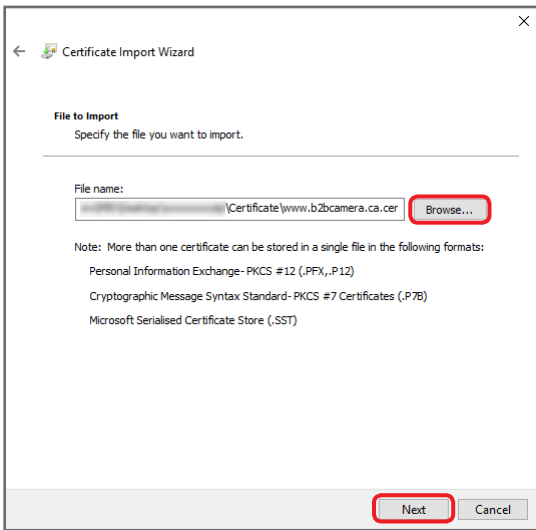 Certificate Import Wizard
File to Import
Specify the file you want to import.
File name:
\Certificate\www.b2bcamera.ca.cer
Browse...
Note: More than one certificate can be stored in a single file in the following formats:
Personal Information Exchange- PKCS #12 (.PFX,.P12)
Cryptographic Message Syntax Standard- PKCS #7 Certificates (.P7B)
Microsoft Serialised Certificate Store (.SST)
Next Cancel